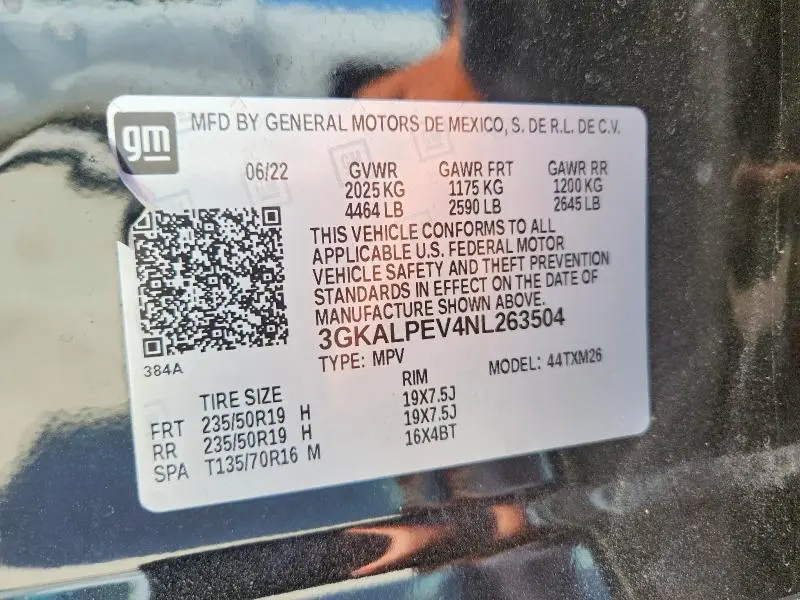 gm MFD BY GENERAL MOTORS DE MEXICO, S. DE R.L. DE C.V.
06/22 GVWR GAWR FRT GAWR RR
2025 KG 1175 KG 1200 KG
4464 LB 2590 LB 2645 LB
THIS VEHICLE CONFORMS TO ALL
APPLICABLE U.S. FEDERAL MOTOR
VEHICLE SAFETY AND THEFT PREVENTION
STANDARDS IN EFFECT ON THE DATE OF
MANUFACTURE SHOWN ABOVE.
3GKALPEV4NL263504
384A
TYPE: MPV MODEL: 44TXM26
TIRE SIZE RIM
FRT 235/50R19 H 19X7.5J
RR 235/50R19 H 19X7.5J
SPA T135/70R16 M 16X4BT